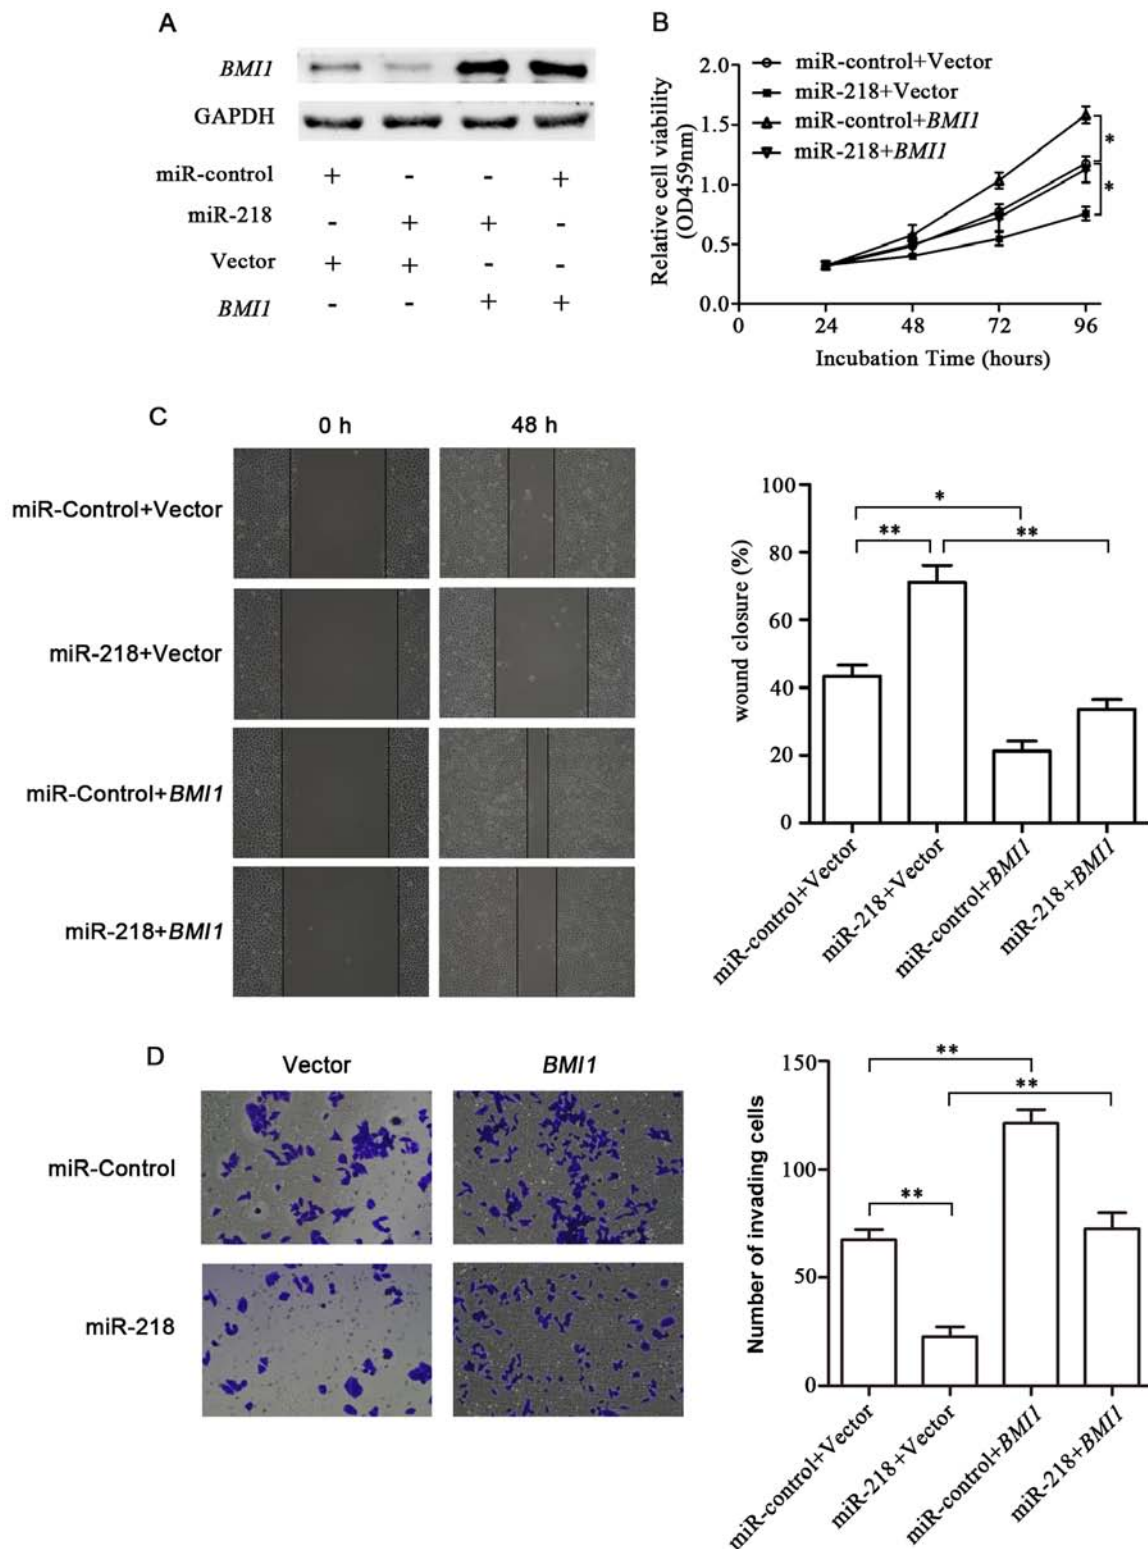 A
BMI1
GAPDH
miR-control + - - +
miR-218 - + + -
Vector + + - -
BMI1 - - + +
B
miR-control+Vector
miR-218+Vector
miR-control+BMI1
miR-218+BMI1
Relative cell viability
(OD459nm)
2.0
1.5
1.0
0.5
0.0
*
*
0 24 48 72 96
Incubation Time (hours)
C
0 h 48 h
miR-Control+Vector
miR-218+Vector
miR-Control+BMI1
miR-218+BMI1
wound closure (%)
100
80
60
40
20
0
*
** **
miR-control+Vector
miR-218+Vector
miR-control+BMI1
miR-218+BMI1
D
Vector BMI1
miR-Control
miR-218
Number of invading cells
150
100
50
0
**
**
**
miR-control+Vector
miR-218+Vector
miR-control+BMI1
miR-218+BMI1